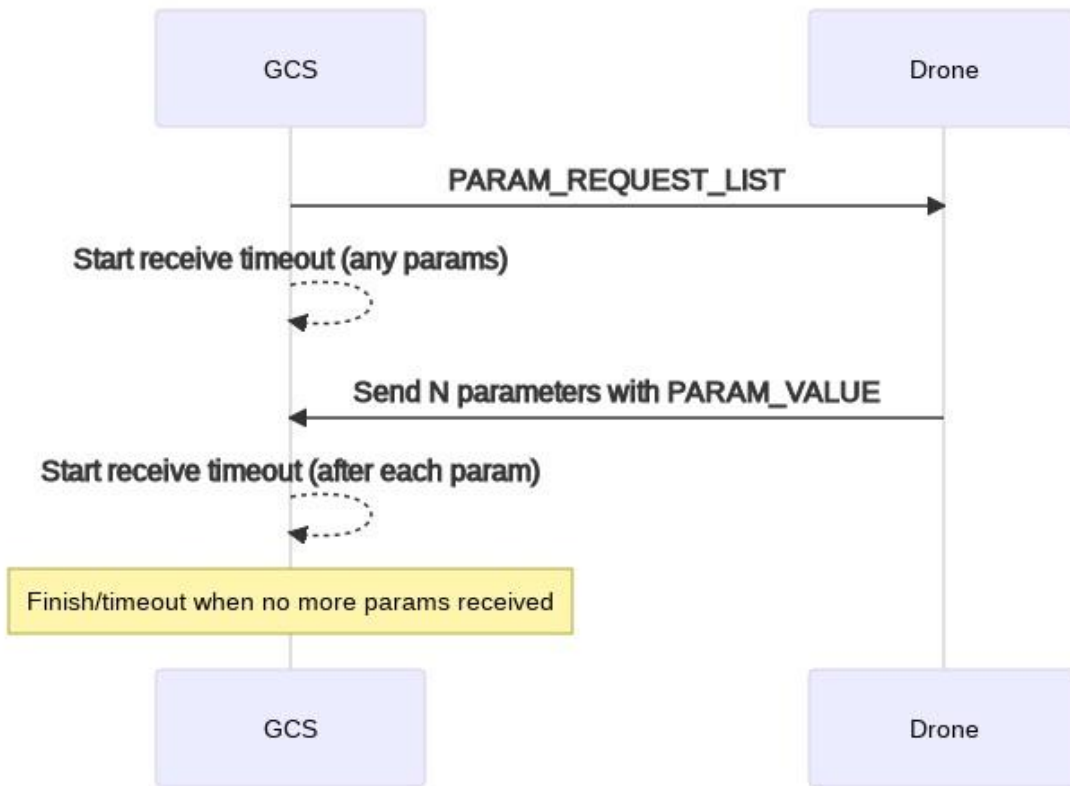 GCS
Drone
PARAM_REQUEST_LIST
Start receive timeout (any params)
Send N parameters with PARAM_VALUE
Start receive timeout (after each param)
Finish/timeout when no more params received
GCS
Drone